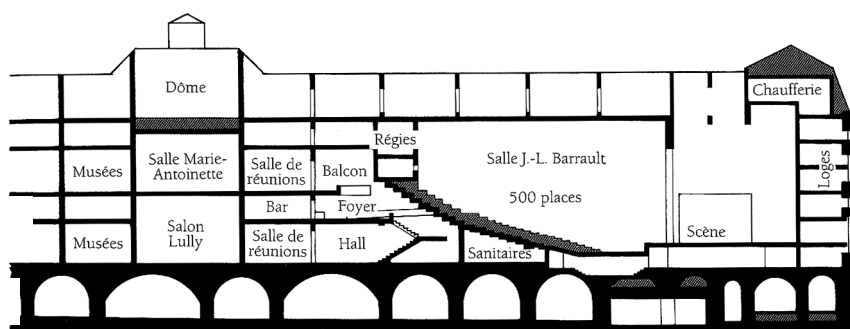 Dôme
Chaufferie
Régies
Musées
Salle Marie-
Antoinette
Salle de
réunions
Balcon
Salle J.-L. Barrault
500 places
Loges
Bar
Foyer
Salon
Lully
Musées
Salle de
réunions
Hall
Sanitaires
Scène